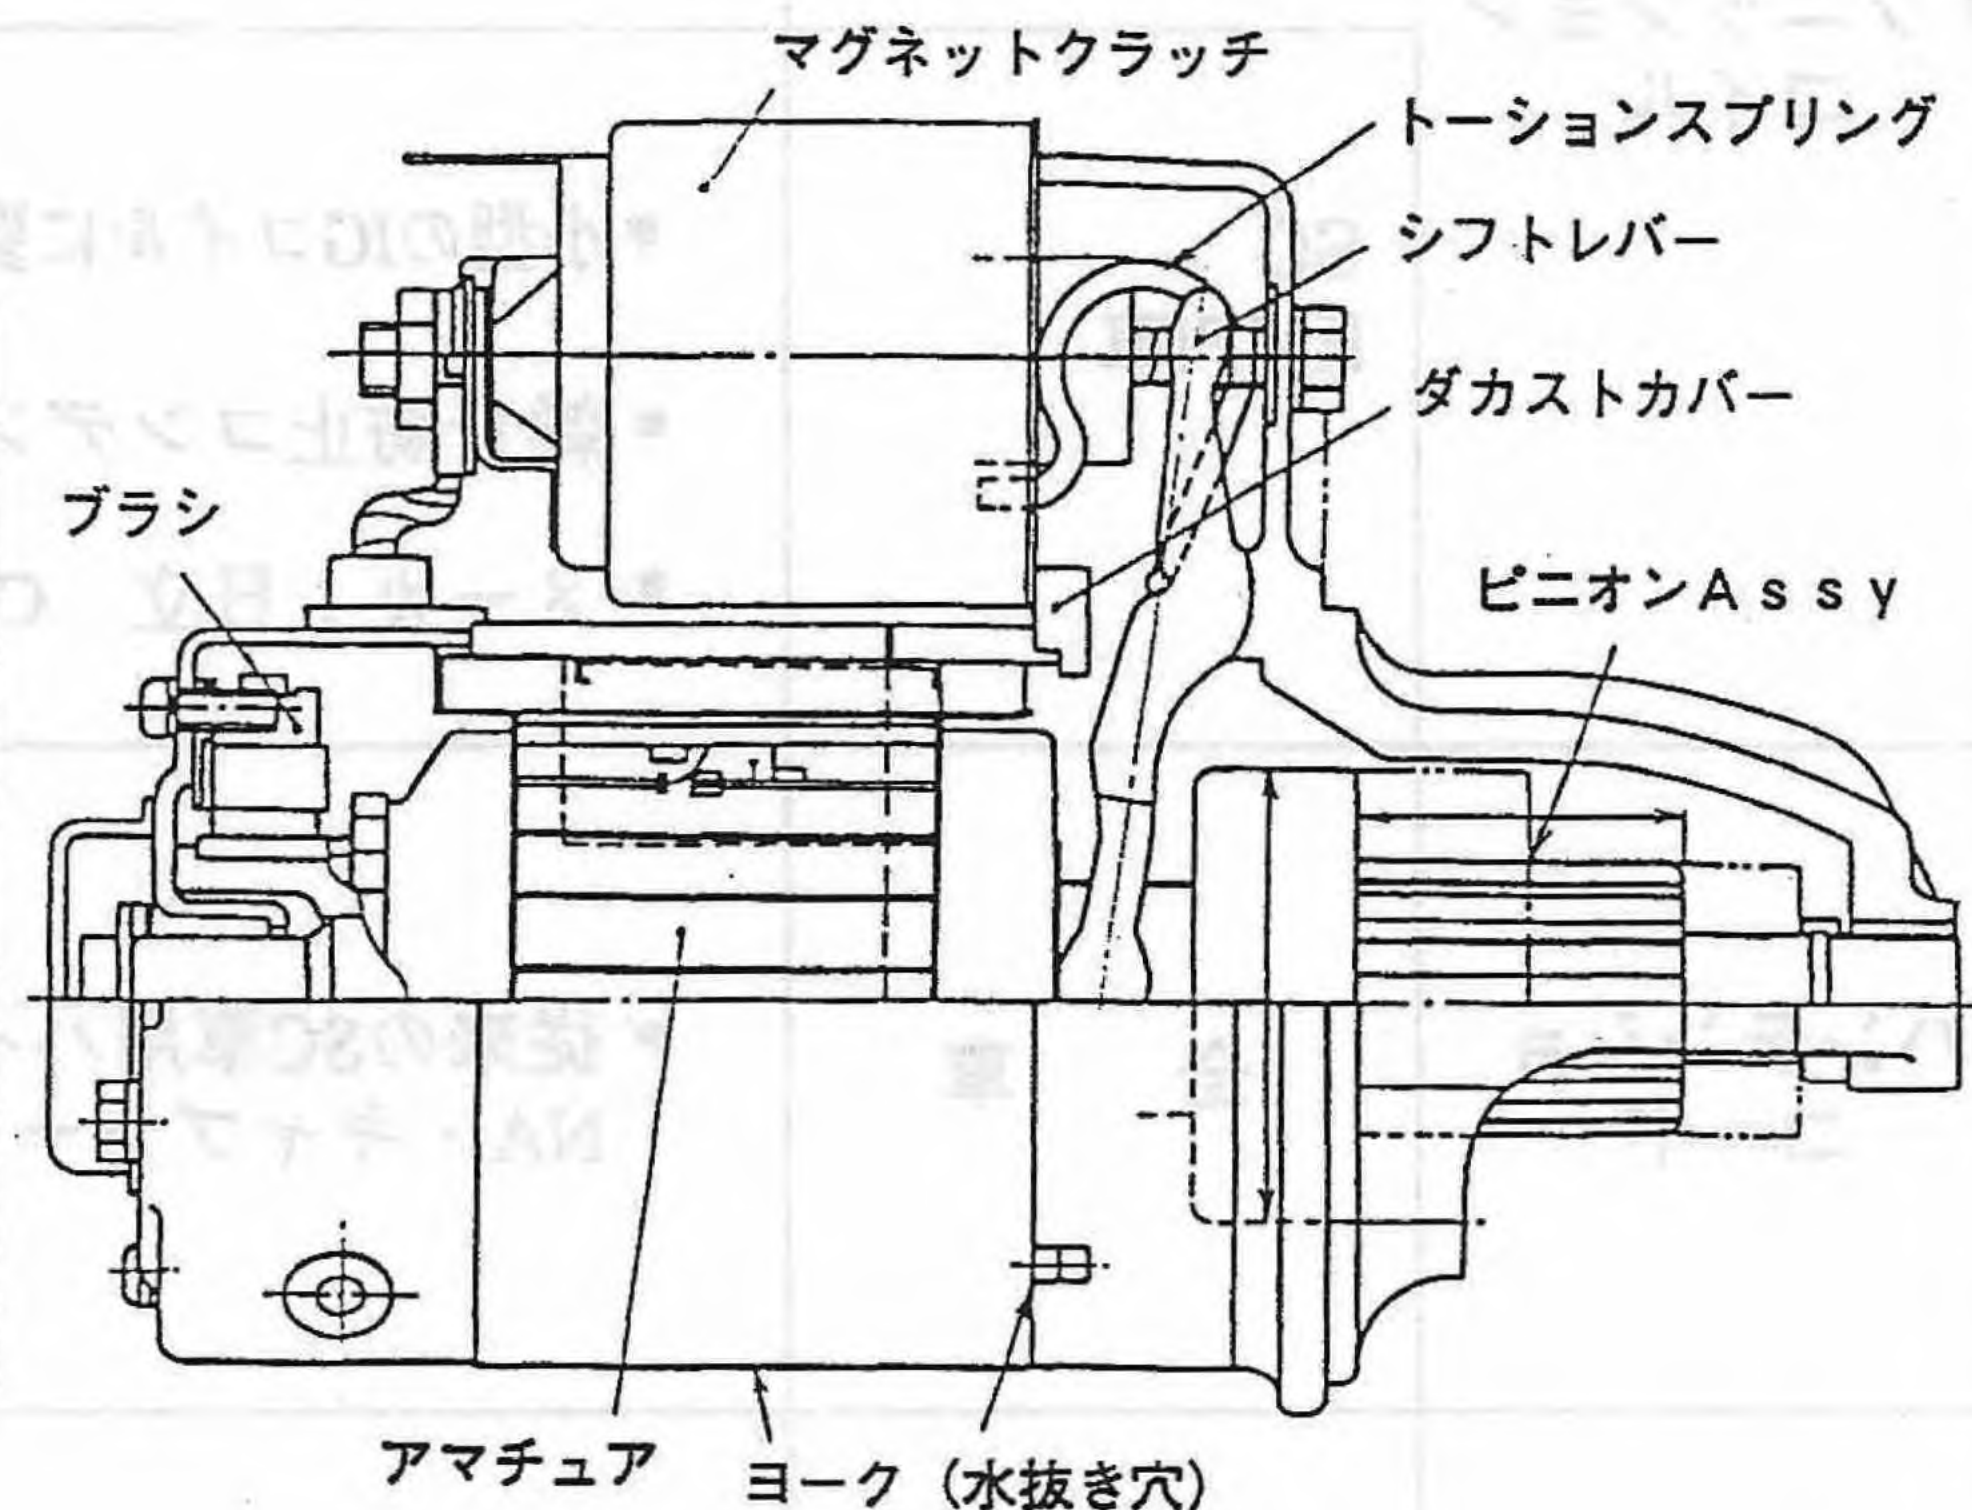 マグネットクラッチ
トーションスプリング
シフトレバー
ダカストカバー
ブラシ
ピニオンAssy
アマチュア
ヨーク (水抜き穴)